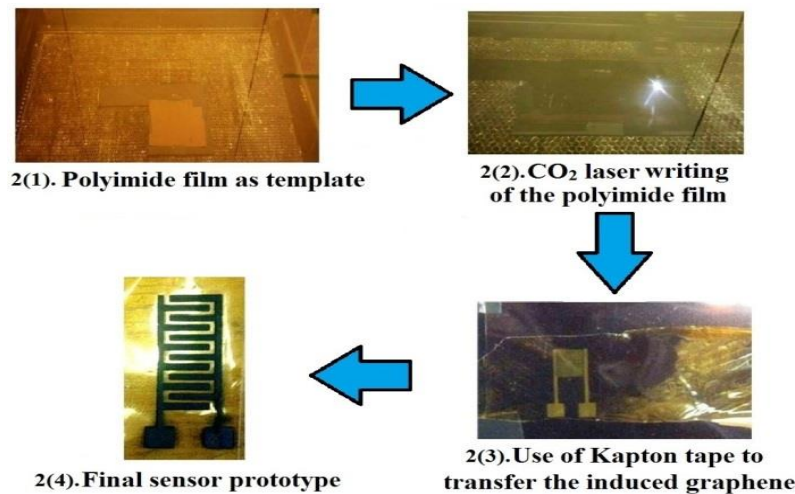 2(1). Polyimide film as template
2(2).CO₂ laser writing
of the polyimide film
2(3).Use of Kapton tape to
transfer the induced graphene
2(4).Final sensor prototype